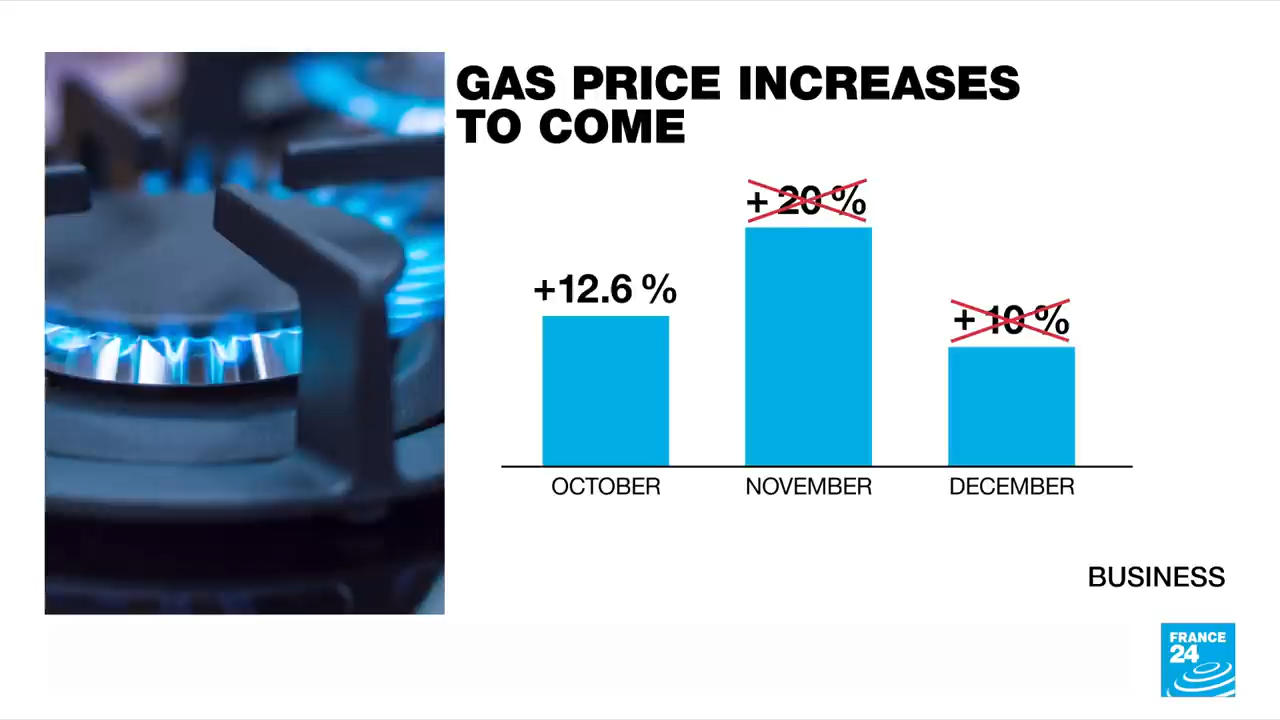 GAS PRICE INCREASES
TO COME
+ 20 %
+12.6 %
+ 10 %
OCTOBER
NOVEMBER
DECEMBER
BUSINESS
FRANCE
24